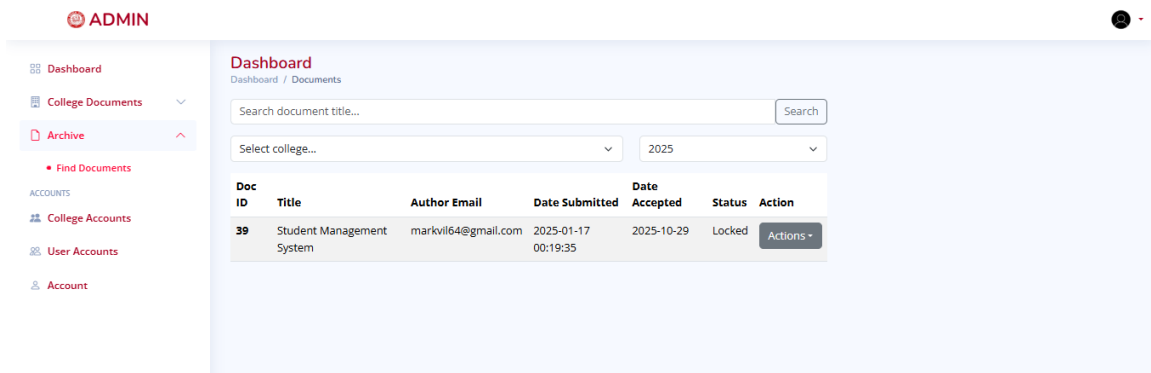 ADMIN
Dashboard
College Documents
Archive
Find Documents
ACCOUNTS
College Accounts
User Accounts
Account
Dashboard
Dashboard / Documents
Search document title...
Search
Select college...
2025
Doc ID Title Author Email Date Submitted Date Accepted Status Action
39 Student Management System markvil64@gmail.com 2025-01-17 00:19:35 2025-10-29 Locked Actions